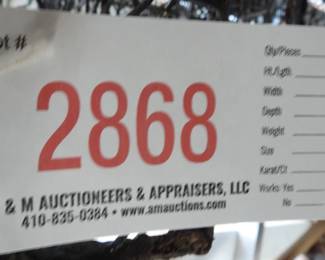 ot #
2868
& M AUCTIONEERS & APPRAISERS, LLC
410-835-0384 • www.amauctions.com
Qty/Pieces
Ht./Lgth
Width
Depth
Weight
Size
Karat/Ct
Works: Yes
No